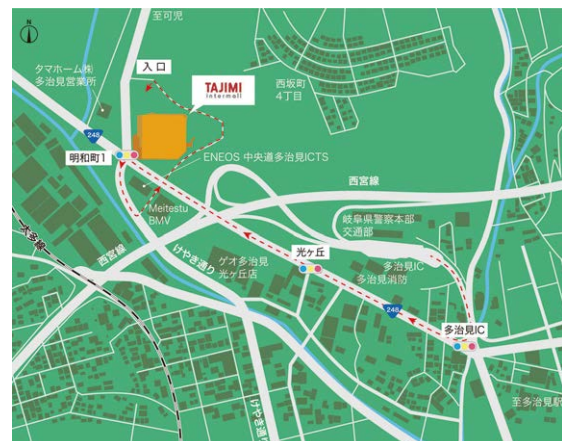 至可児
N
タマホーム㈱
多治見営業所
入口
TAJIMI
intermall
西坂町
4丁目
248
明和町1
ENEOS 中央道多治見ICTS
西宮線
Meitestu
BMV
岐阜県警察本部
交通部
太多線
西宮線
けやき通り
ゲオ多治見
光ヶ丘店
光ヶ丘
多治見IC
多治見消防
248
多治見IC
至多治見駅
けやき通り